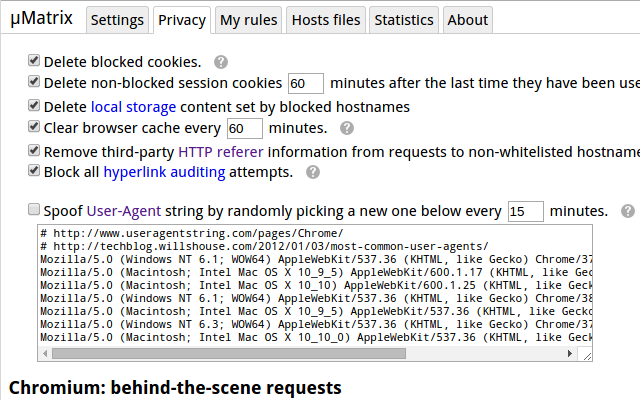 µMatrix Settings Privacy My rules Hosts files Statistics About
Delete blocked cookies. ?
Delete non-blocked session cookies 60 minutes after the last time they have been use
Delete local storage content set by blocked hostnames
Clear browser cache every 60 minutes. ?
Remove third-party HTTP referer information from requests to non-whitelisted hostname
Block all hyperlink auditing attempts. ?
Spoof User-Agent string by randomly picking a new one below every 15 minutes. ?
# http://www.useragentstring.com/pages/Chrome/
# http://techblog.willshouse.com/2012/01/03/most-common-user-agents/
Mozilla/5.0 (Windows NT 6.1; WOW64) AppleWebKit/537.36 (KHTML, like Gecko) Chrome/37
Mozilla/5.0 (Macintosh; Intel Mac OS X 10_9_5) AppleWebKit/600.1.17 (KHTML, like Gec
Mozilla/5.0 (Macintosh; Intel Mac OS X 10_10) AppleWebKit/600.1.25 (KHTML, like Geck
Mozilla/5.0 (Windows NT 6.1; WOW64) AppleWebKit/537.36 (KHTML, like Gecko) Chrome/38
Mozilla/5.0 (Macintosh; Intel Mac OS X 10_9_5) AppleWebKit/537.36 (KHTML, like Gecko
Mozilla/5.0 (Windows NT 6.3; WOW64) AppleWebKit/537.36 (KHTML, like Gecko) Chrome/37
Mozilla/5.0 (Macintosh; Intel Mac OS X 10_10_0) AppleWebKit/537.36 (KHTML, like Geck
Chromium: behind-the-scene requests